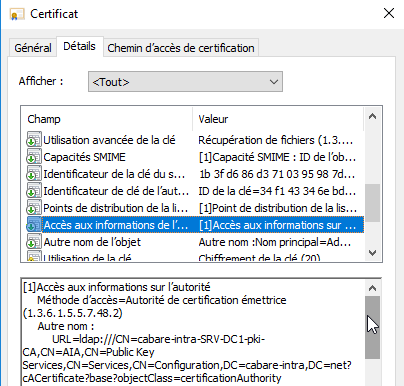 Certificat
Général
Détails
Chemin d'accès de certification
Afficher :
<Tout>
Champ
Valeur
Utilisation avancée de la clé
Récupération de fichiers (1.3....
Capacités SMIME
[1]Capacité SMIME : ID de l'ob...
Identificateur de la clé du s...
1b 3f d6 86 d3 71 03 95 98 7d...
Identificateur de clé de l'aut...
ID de la clé=34 f1 43 34 6e bd...
Points de distribution de la lis...
[1]Point de distribution de la lis...
Accès aux informations de l'...
[1]Accès aux informations sur ...
Autre nom de l'objet
Autre nom :Nom principal=Ad...
Utilisation de la clé
Chiffrement de la clé (20)
[1]Accès aux informations sur l'autorité
Méthode d'accès=Autorité de certification émettrice
(1.3.6.1.5.5.7.48.2)
Autre nom :
URL=ldap:///CN=cabare-intra-SRV-DC1-pki-
CA,CN=AIA,CN=Public Key
Services,CN=Services,CN=Configuration,DC=cabare-intra,DC=net?
cACertificate?base?objectClass=certificationAuthority